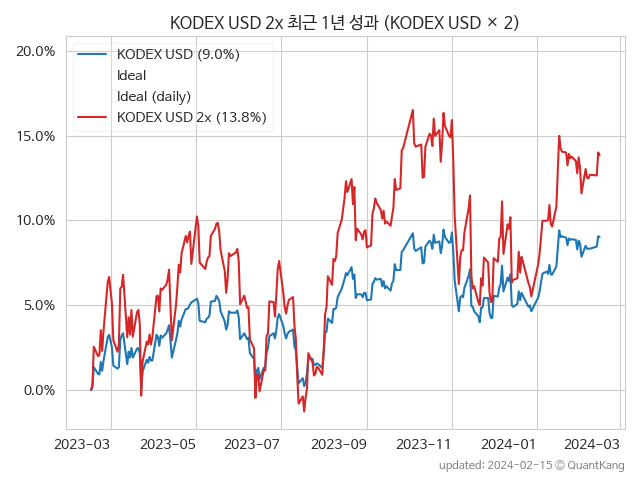 KODEX USD 2x 최근 1년 성과 (KODEX USD × 2)
20.0%
15.0%
10.0%
5.0%
0.0%
KODEX USD (9.0%)
Ideal
Ideal (daily)
KODEX USD 2x (13.8%)
2023-03
2023-05
2023-07
2023-09
2023-11
2024-01
2024-03
updated: 2024-02-15 © QuantKang